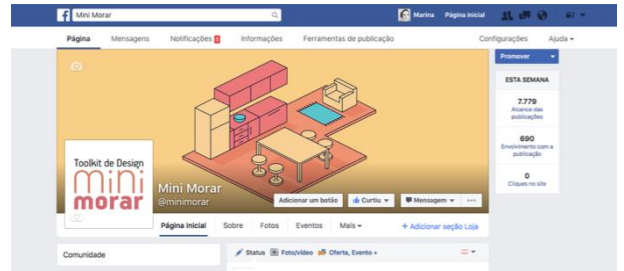 Mini Morar
Marina Página inicial
Página Mensagens Notificações Informações Ferramentas de publicação Configurações Ajuda
Promover
ESTA SEMANA
7.779
Alcance das
publicações
690
Envolvimento com a
publicação
0
Cliques no site
Toolkit de Design
mini
morar
Mini Morar
@minimorar
Adicionar um botão Curtiu Mensagem
Página inicial Sobre Fotos Eventos Mais + Adicionar seção Loja
Comunidade
Status Foto/vídeo Oferta, Evento +